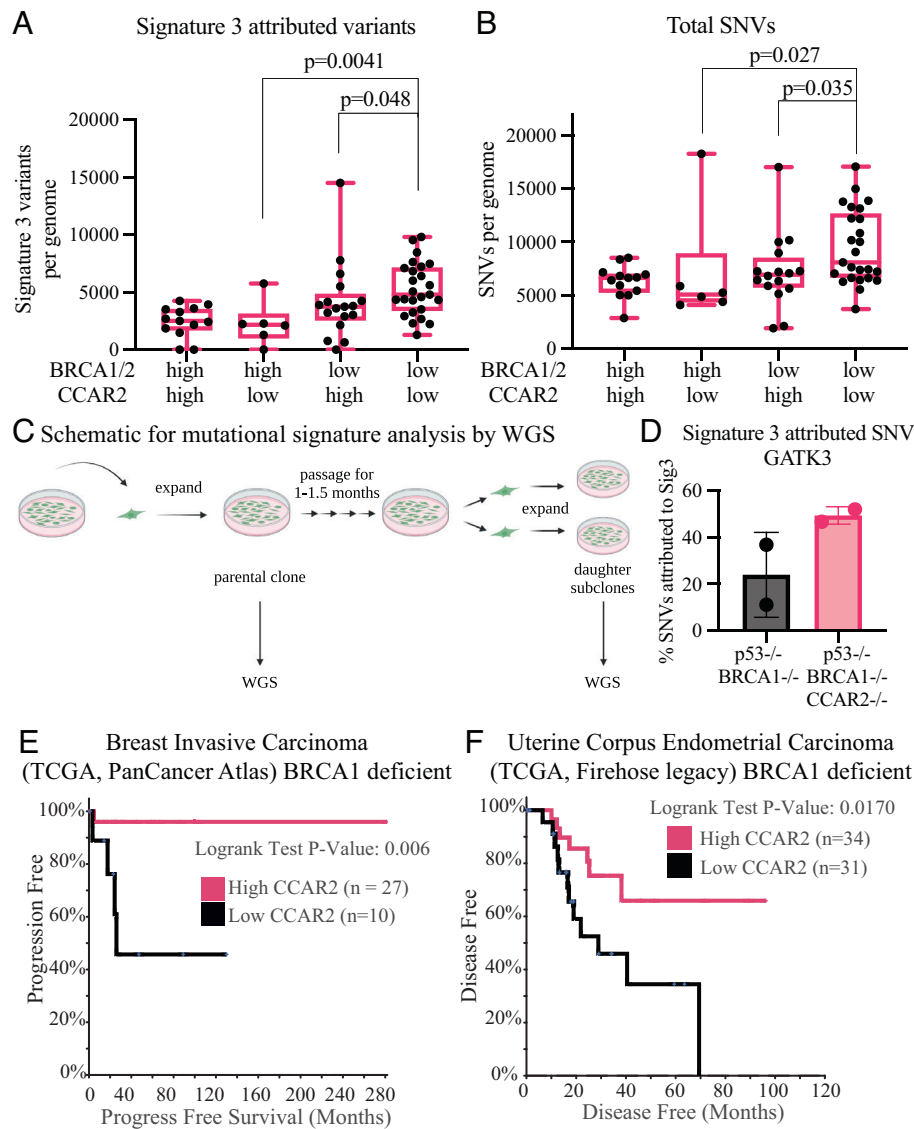 A
Signature 3 attributed variants
p=0.0041
p=0.048
20000
15000
10000
5000
0
Signature 3 variants
per genome
BRCA1/2 high high low low
CCAR2 high low high low
B
Total SNVs
p=0.027
p=0.035
20000
15000
10000
5000
0
SNVs per genome
BRCA1/2 high high low low
CCAR2 high low high low
C Schematic for mutational signature analysis by WGS
expand
passage for
1-1.5 months
expand
parental clone
daughter
subclones
WGS
WGS
D
Signature 3 attributed SNV
GATK3
60
40
20
0
% SNVs attributed to Sig3
p53-/-
BRCA1-/-
p53-/-
BRCA1-/-
CCAR2-/-
E
Breast Invasive Carcinoma
(TCGA, PanCancer Atlas) BRCA1 deficient
Logrank Test P-Value: 0.006
High CCAR2 (n = 27)
Low CCAR2 (n=10)
100%
80%
60%
40%
20%
0%
Progression Free
0 20 60 100 140 180 220 240 280
Progress Free Survival (Months)
F
Uterine Corpus Endometrial Carcinoma
(TCGA, Firehose legacy) BRCA1 deficient
Logrank Test P-Value: 0.0170
High CCAR2 (n=34)
Low CCAR2 (n=31)
100%
80%
60%
40%
20%
0%
Disease Free
0 10 20 40 60 80 100 120
Disease Free (Months)